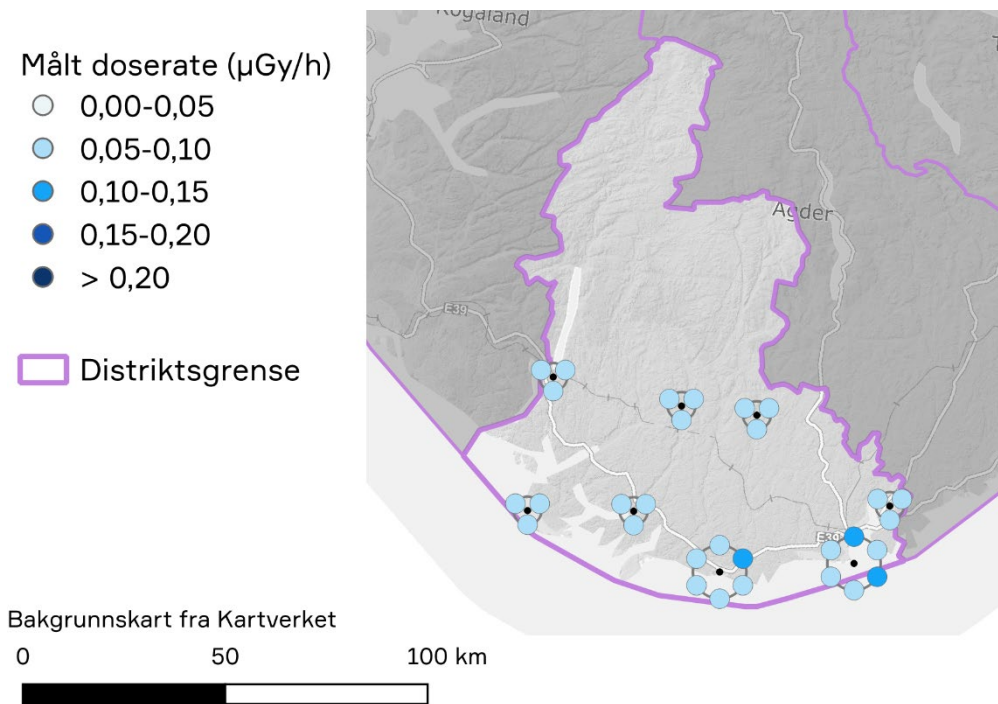 Rogaland
Målt doserate (µGy/h)
0,00-0,05
0,05-0,10
0,10-0,15
0,15-0,20
> 0,20
Agder
E39
Distriktsgrense
E39
Bakgrunnskart fra Kartverket
0 50 100 km